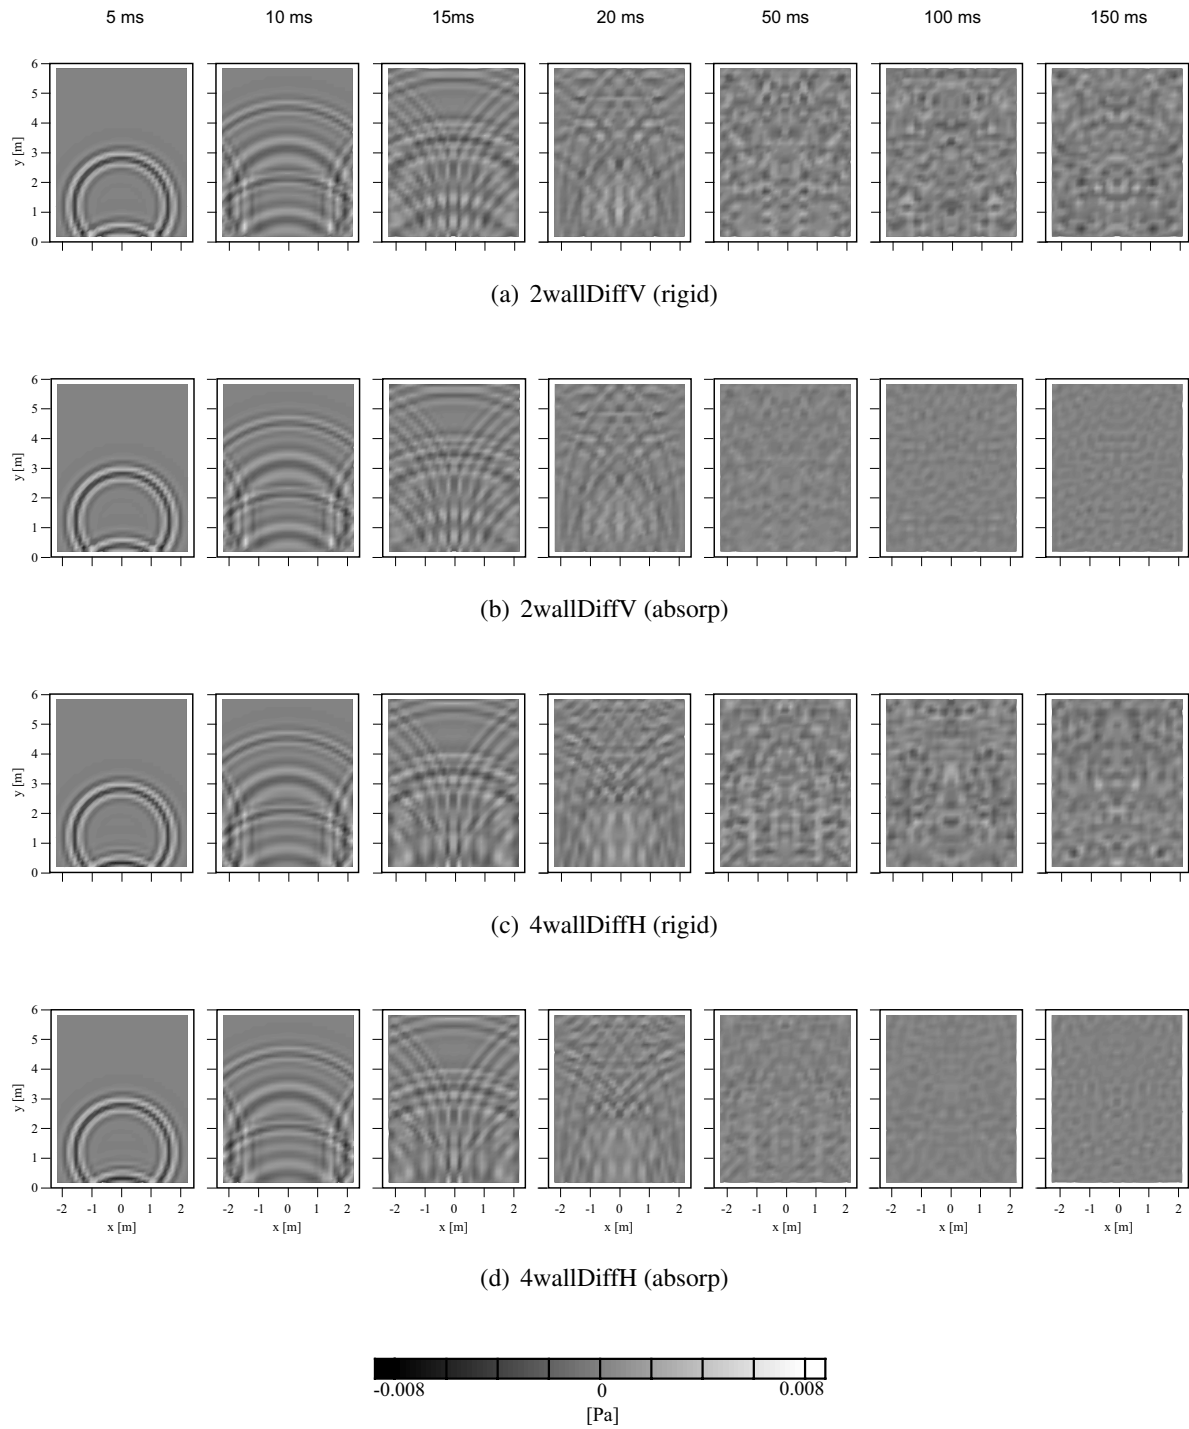 5 ms 10 ms 15ms 20 ms 50 ms 100 ms 150 ms
6
5
4
3
2
1
0
y [m]
(a) 2wallDiffV (rigid)
6
5
4
3
2
1
0
y [m]
(b) 2wallDiffV (absorp)
6
5
4
3
2
1
0
y [m]
(c) 4wallDiffH (rigid)
6
5
4
3
2
1
0
y [m]
-2 -1 0 1 2 -2 -1 0 1 2 -2 -1 0 1 2 -2 -1 0 1 2 -2 -1 0 1 2 -2 -1 0 1 2 -2 -1 0 1 2
x [m] x [m] x [m] x [m] x [m] x [m] x [m]
(d) 4wallDiffH (absorp)
-0.008 0 0.008
[Pa]